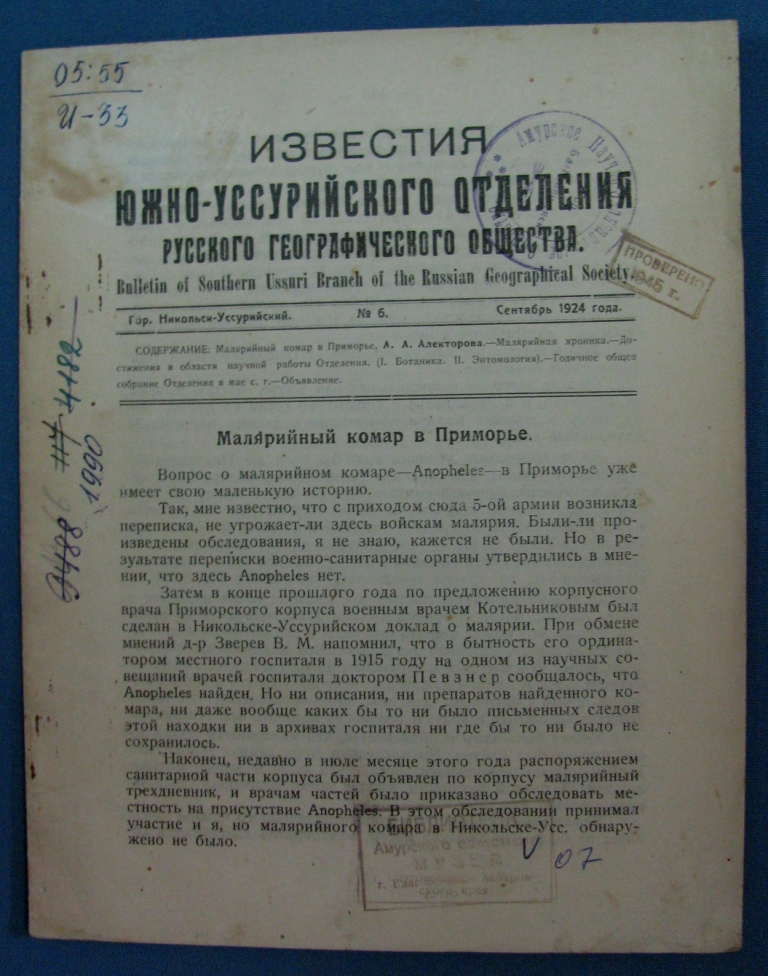 05:55
И-33
ИЗВЕСТИЯ
ЮЖНО-УССУРИЙСКОГО ОТДЕЛЕНИЯ
РУССКОГО ГЕОГРАФИЧЕСКОГО ОБЩЕСТВА.
Bulletin of Southern Ussuri Branch of the Russian Geographical Society.
ПРОВЕРЕНО
1945 г.
Гор. Никольск-Уссурийский. № 6. Сентябрь 1924 года.
СОДЕРЖАНИЕ: Малярийный комар в Приморье. А. А. Алекторова.—Малярийная хроника.—До-
стижения в области научной работы Отделения. (I. Ботаника. II. Энтомология).—Годичное общее
собрание Отделения в мае с. г.—Объявление.
Малярийный комар в Приморье.
Вопрос о малярийном комаре—Anopheles—в Приморье уже
имеет свою маленькую историю.
Так, мне известно, что с приходом сюда 5-ой армии возникла
переписка, не угрожает-ли здесь войскам малярия. Были-ли про-
изведены обследования, я не знаю, кажется не были. Но в ре-
зультате переписки военно-санитарные органы утвердились в мне-
нии, что здесь Anopheles нет.
Затем в конце прошлого года по предложению корпусного
врача Приморского корпуса военным врачем Котельниковым был
сделан в Никольске-Уссурийском доклад о малярии. При обмене
мнений д-р Зверев В. М. напомнил, что в бытность его ордина-
тором местного госпиталя в 1915 году на одном из научных со-
вещаний врачей госпиталя доктором Певзнер сообщалось, что
Anopheles найден. Но ни описания, ни препаратов найденного ко-
мара, ни даже вообще каких бы то ни было письменных следов
этой находки ни в архивах госпиталя ни где бы то ни было не
сохранилось.
Наконец, недавно в июле месяце этого года распоряжением
санитарной части корпуса был объявлен по корпусу малярийный
трехдневник, и врачам частей было приказано обследовать ме-
стность на присутствие Anopheles. В этом обследовании принимал
участие и я, но малярийного комара в Никольске-Усс. обнару-
жено не было.
V 07
4182
1990